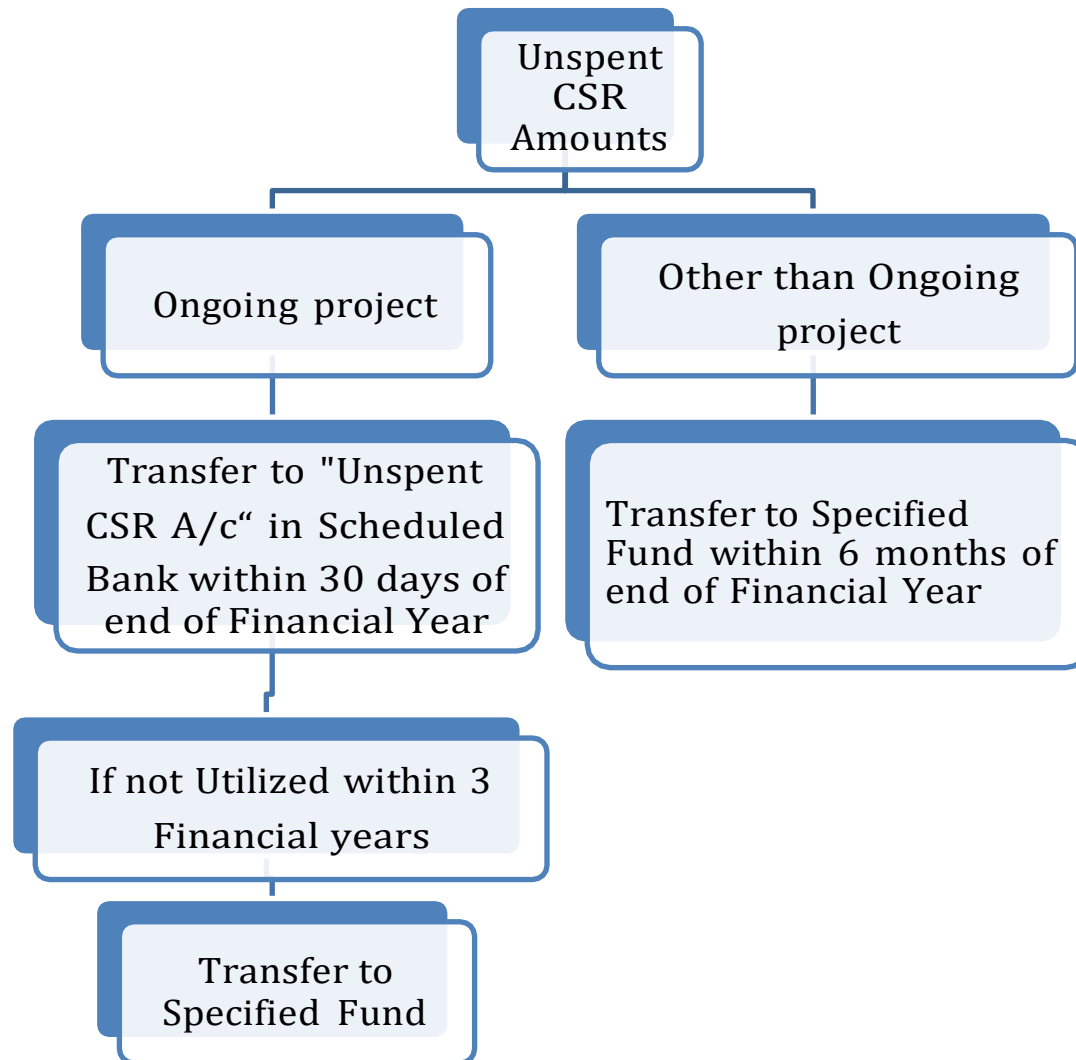 Unspent
CSR
Amounts
Ongoing project
Other than Ongoing
project
Transfer to "Unspent
CSR A/c“ in Scheduled
Bank within 30 days of
end of Financial Year
Transfer to Specified
Fund within 6 months of
end of Financial Year
If not Utilized within 3
Financial years
Transfer to
Specified Fund